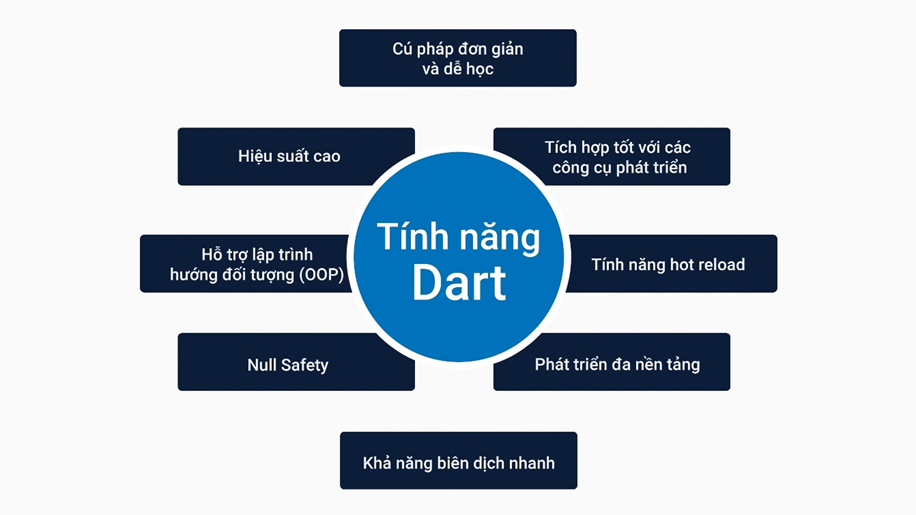 Cú pháp đơn giản
và dễ học
Hiệu suất cao
Tích hợp tốt với các
công cụ phát triển
Tính năng
Dart
Hỗ trợ lập trình
hướng đối tượng (OOP)
Tính năng hot reload
Null Safety
Phát triển đa nền tảng
Khả năng biên dịch nhanh